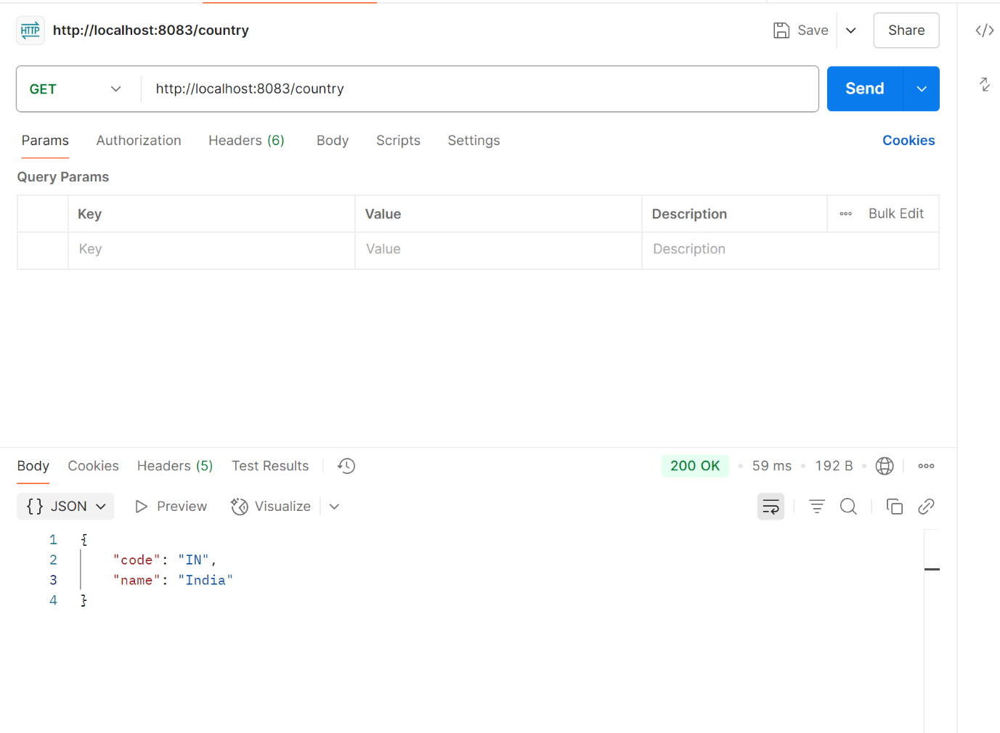 HTTP http://localhost:8083/country Save Share
GET http://localhost:8083/country Send
Params Authorization Headers (6) Body Scripts Settings Cookies
Query Params
Key Value Description Bulk Edit
Key Value Description
Body Cookies Headers (5) Test Results 200 OK 59 ms 192 B
{} JSON Preview Visualize
1 {
2 "code": "IN",
3 "name": "India"
4 }